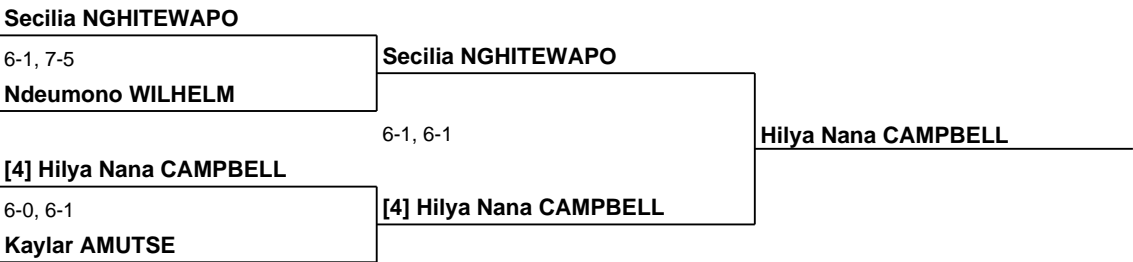 Secilia NGHITEWAPO
6-1, 7-5
Secilia NGHITEWAPO
Ndeumono WILHELM
6-1, 6-1
Hilya Nana CAMPBELL
[4] Hilya Nana CAMPBELL
6-0, 6-1
[4] Hilya Nana CAMPBELL
Kaylar AMUTSE